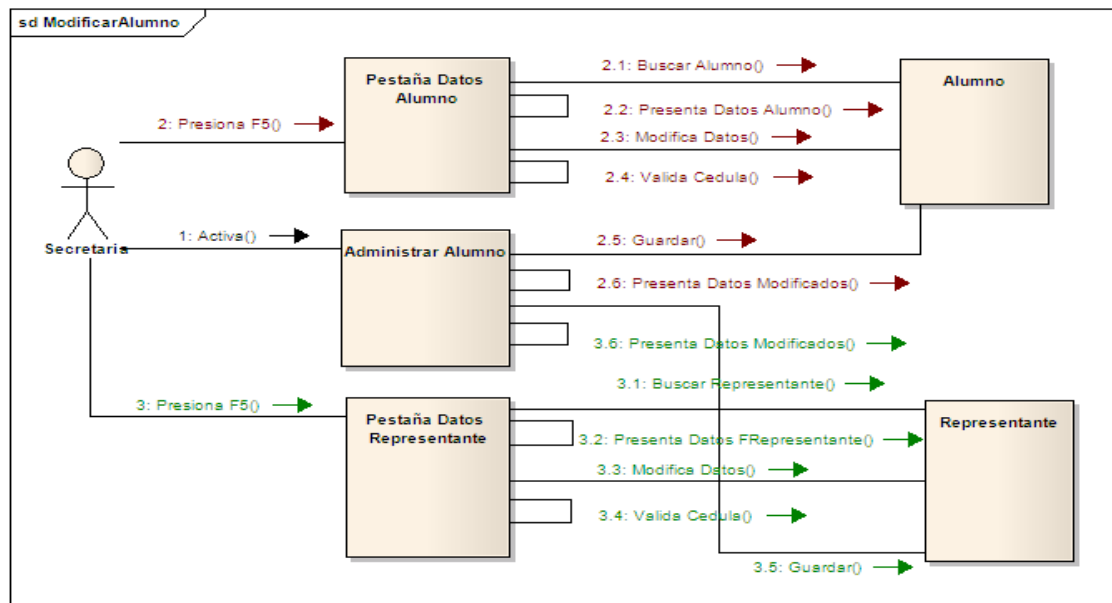 sd ModificarAlumno
Pestaña Datos
Alumno
2.1: Buscar Alumno()
Alumno
2.2: Presenta Datos Alumno()
2: Presiona F5()
2.3: Modifica Datos()
2.4: Valida Cedula()
Secretaria
1: Activa()
Administrar Alumno
2.5: Guardar()
2.6: Presenta Datos Modificados()
3.6: Presenta Datos Modificados()
3.1: Buscar Representante()
3: Presiona F5()
Pestaña Datos
Representante
Representante
3.2: Presenta Datos FRepresentante()
3.3: Modifica Datos()
3.4: Valida Cedula()
3.5: Guardar()